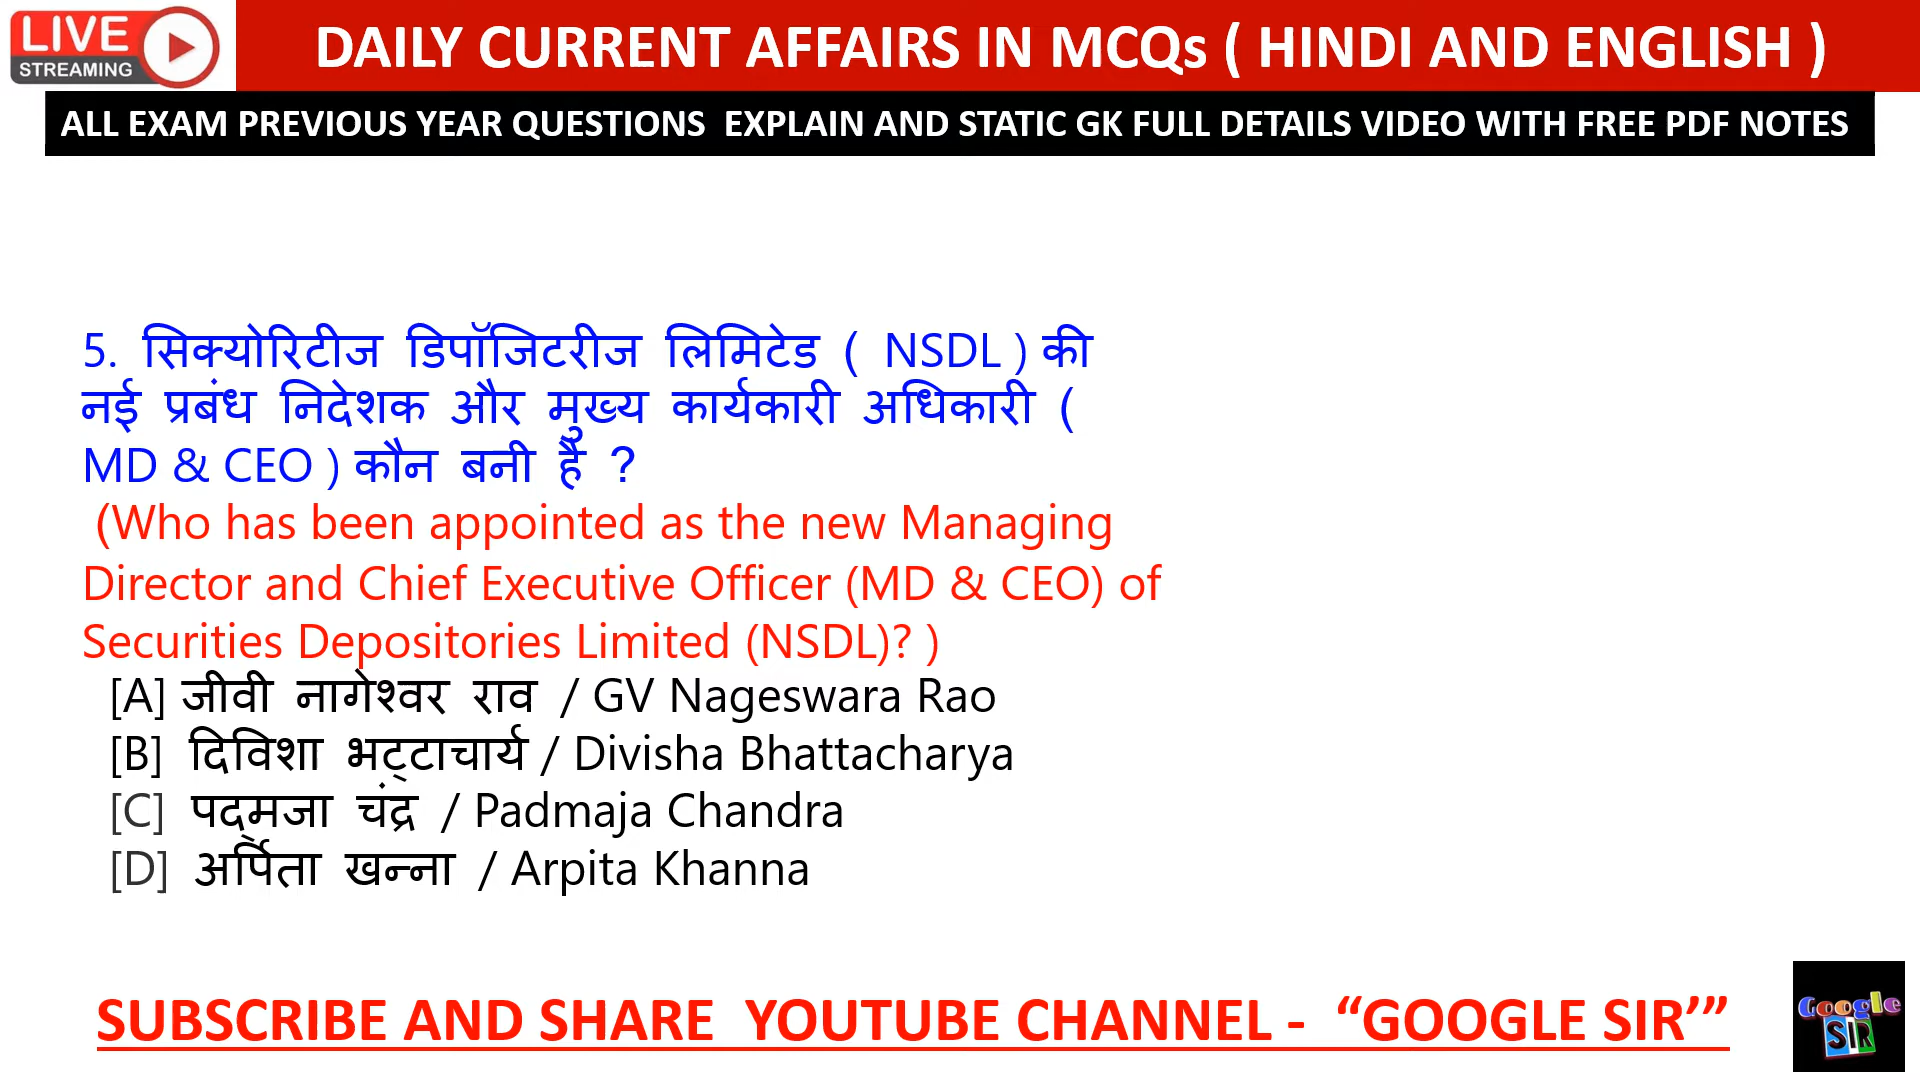 LIVE
STREAMING
DAILY CURRENT AFFAIRS IN MCQs ( HINDI AND ENGLISH )
ALL EXAM PREVIOUS YEAR QUESTIONS EXPLAIN AND STATIC GK FULL DETAILS VIDEO WITH FREE PDF NOTES
5. सिक्योरिटीज डिपॉजिटरीज लिमिटेड ( NSDL ) की
नई प्रबंध निदेशक और मुख्य कार्यकारी अधिकारी (
MD & CEO ) कौन बनी हैं ?
(Who has been appointed as the new Managing
Director and Chief Executive Officer (MD & CEO) of
Securities Depositories Limited (NSDL)? )
[A] जीवी नागेश्वर राव / GV Nageswara Rao
[B] दिविशा भट्टाचार्य / Divisha Bhattacharya
[C] पद्मजा चंद्र / Padmaja Chandra
[D] अर्पिता खन्ना / Arpita Khanna
SUBSCRIBE AND SHARE YOUTUBE CHANNEL - “GOOGLE SIR’”
Google
SIR